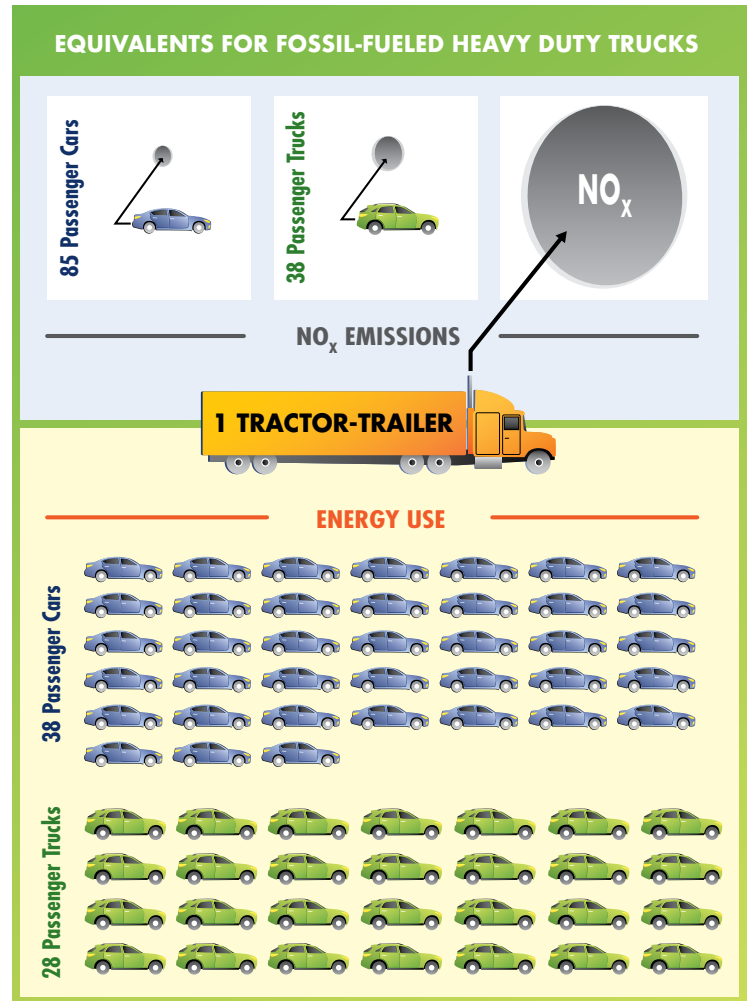 EQUIVALENTS FOR FOSSIL-FUELED HEAVY DUTY TRUCKS
85 Passenger Cars
38 Passenger Trucks
NOx
NOx EMISSIONS
1 TRACTOR-TRAILER
ENERGY USE
38 Passenger Cars
28 Passenger Trucks